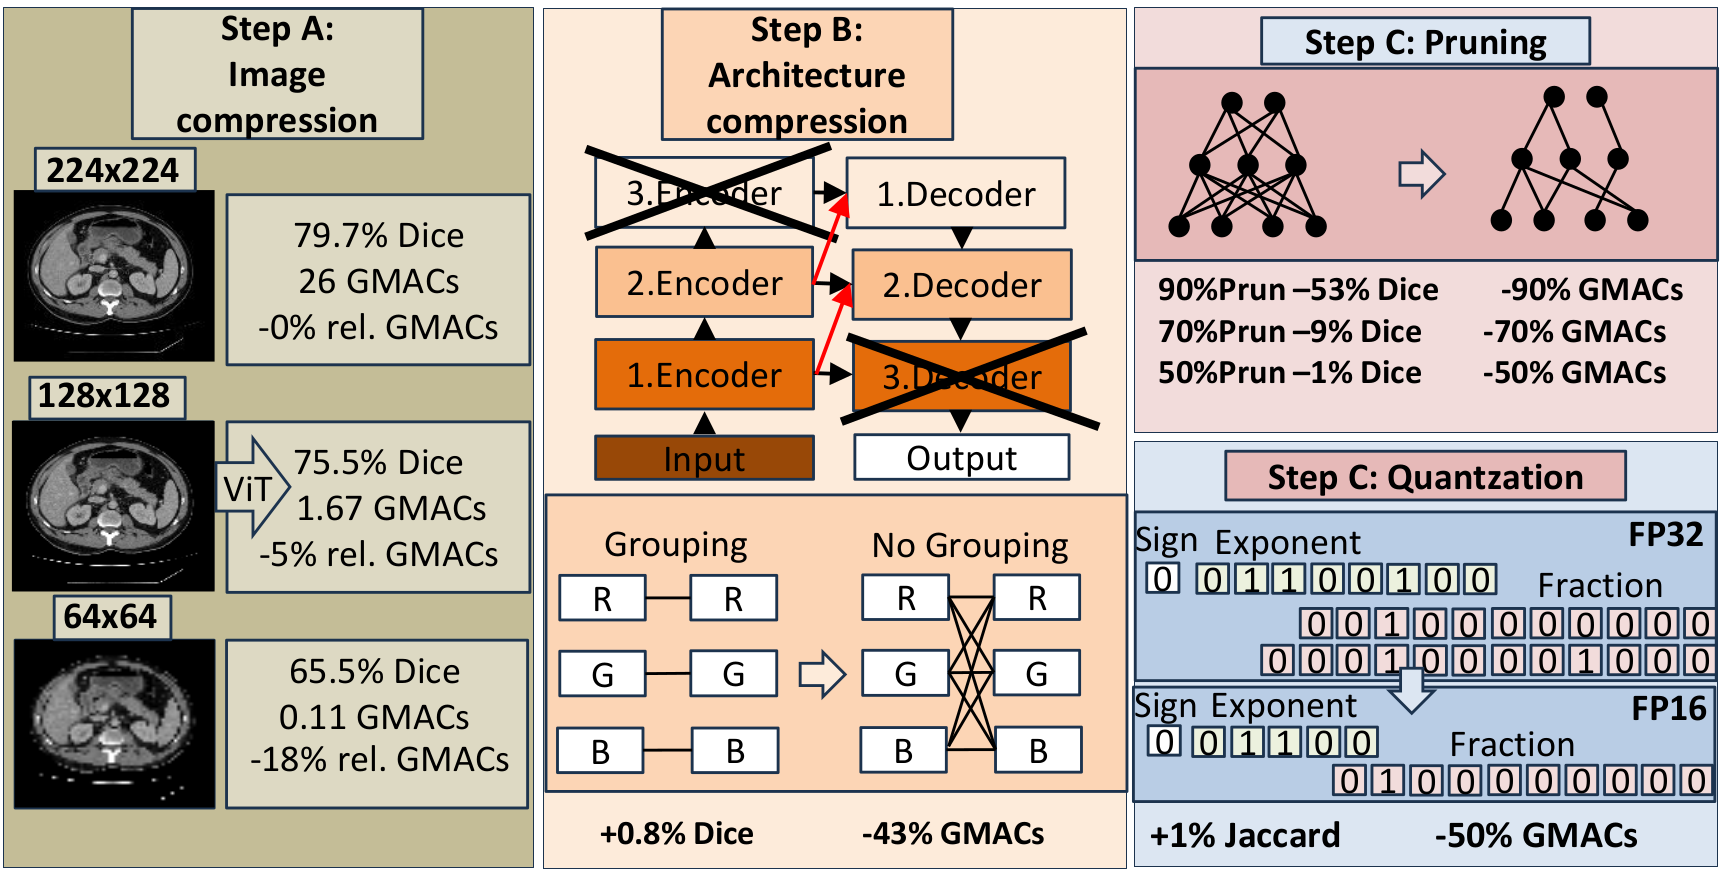 Step A:
Image
compression
224x224
79.7% Dice
26 GMACs
-0% rel. GMACs
128x128
ViT
75.5% Dice
1.67 GMACs
-5% rel. GMACs
64x64
65.5% Dice
0.11 GMACs
-18% rel. GMACs
Step B:
Architecture
compression
3.Encoder
1.Decoder
2.Encoder
2.Decoder
1.Encoder
3.Decoder
Input
Output
Grouping
No Grouping
R R R R
G G G G
B B B B
+0.8% Dice -43% GMACs
Step C: Pruning
90%Prun –53% Dice -90% GMACs
70%Prun –9% Dice -70% GMACs
50%Prun –1% Dice -50% GMACs
Step C: Quantzation
FP32
Sign Exponent
0 0 1 1 0 0 1 0 0
Fraction
0 0 1 0 0 0 0 0 0 0 0
0 0 0 1 0 0 0 0 1 0 0 0
FP16
Sign Exponent
0 0 1 1 0 0
Fraction
0 1 0 0 0 0 0 0 0 0
+1% Jaccard -50% GMACs